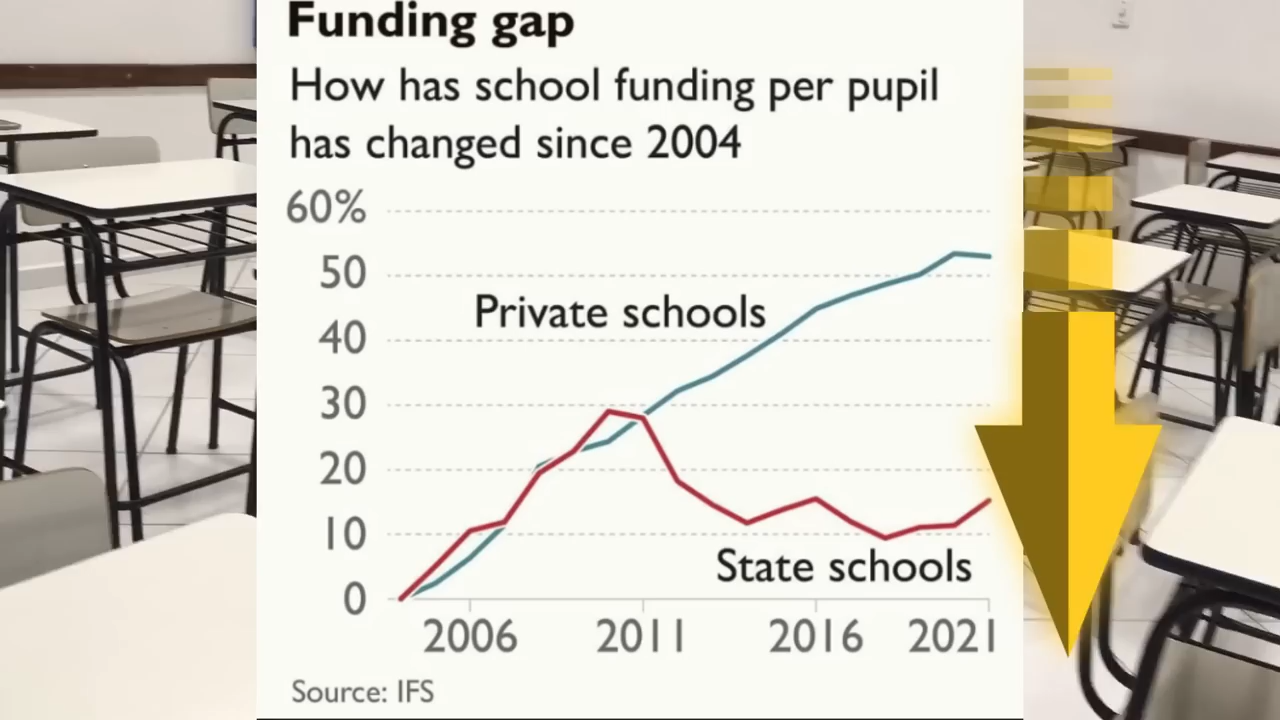 Funding gap
How has school funding per pupil
has changed since 2004
60%
50
Private schools
40
30
20
10
State schools
0
2006 2011 2016 2021
Source: IFS